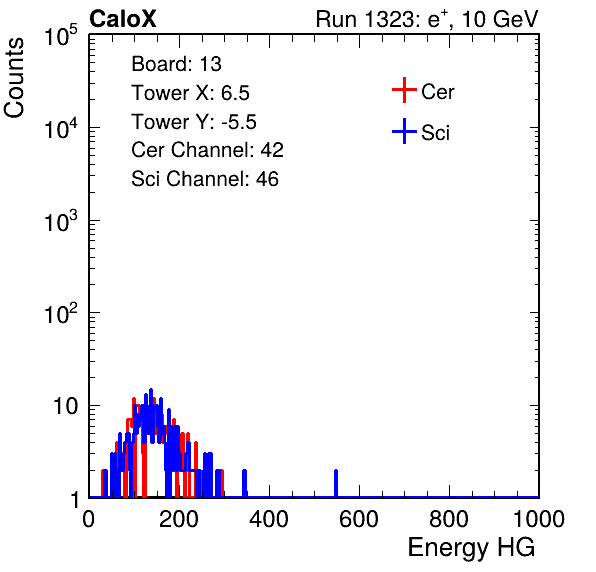 CaloX Run 1323: e⁺, 10 GeV
Counts
10⁵
10⁴
10³
10²
10
1
Board: 13
Tower X: 6.5
Tower Y: -5.5
Cer Channel: 42
Sci Channel: 46
Cer
Sci
0 200 400 600 800 1000
Energy HG